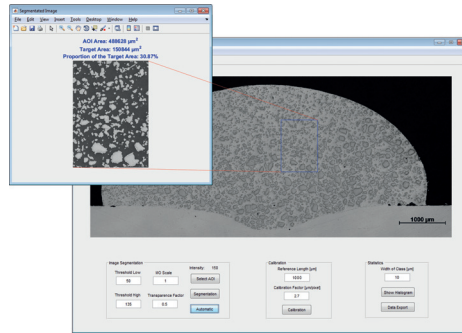 Segmentated Image
File Edit View Insert Tools Desktop Window Help
AOI Area: 488620 µm²
Target Area: 150844 µm²
Proportion of the Target Area: 30.87%
1000 µm
Image Segmentation
Threshold Low
50
MO Scale
1
Intensity: 159
Select AOI
Threshold High
135
Transparence Factor
0.5
Segmentation
Automatic
Calibration
Reference Length [µm]
1000
Calibration Factor [µm/pixel]
2.7
Calibration
Statistics
Width of Class [µm]
10
Show Histogram
Data Export